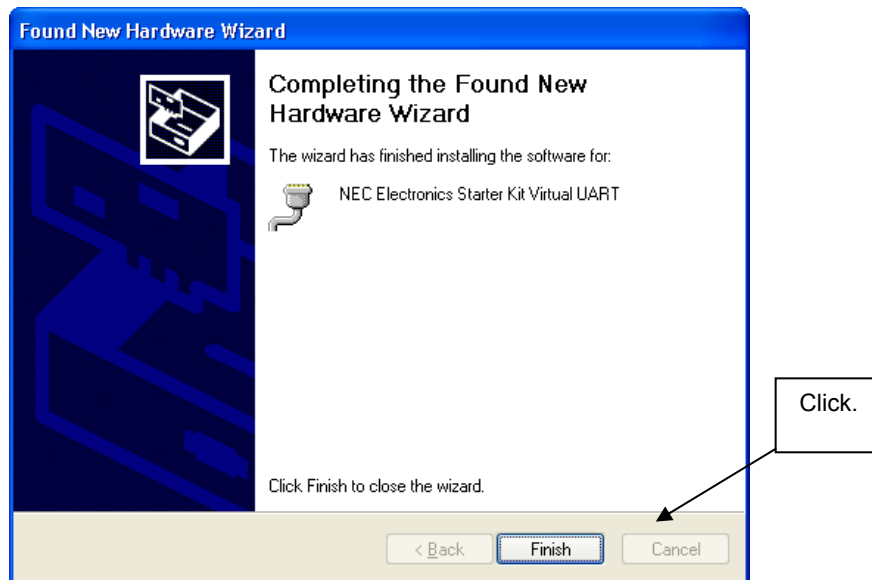 Found New Hardware Wizard
Completing the Found New
Hardware Wizard
The wizard has finished installing the software for:
NEC Electronics Starter Kit Virtual UART
Click.
Click Finish to close the wizard.
< Back
Finish
Cancel